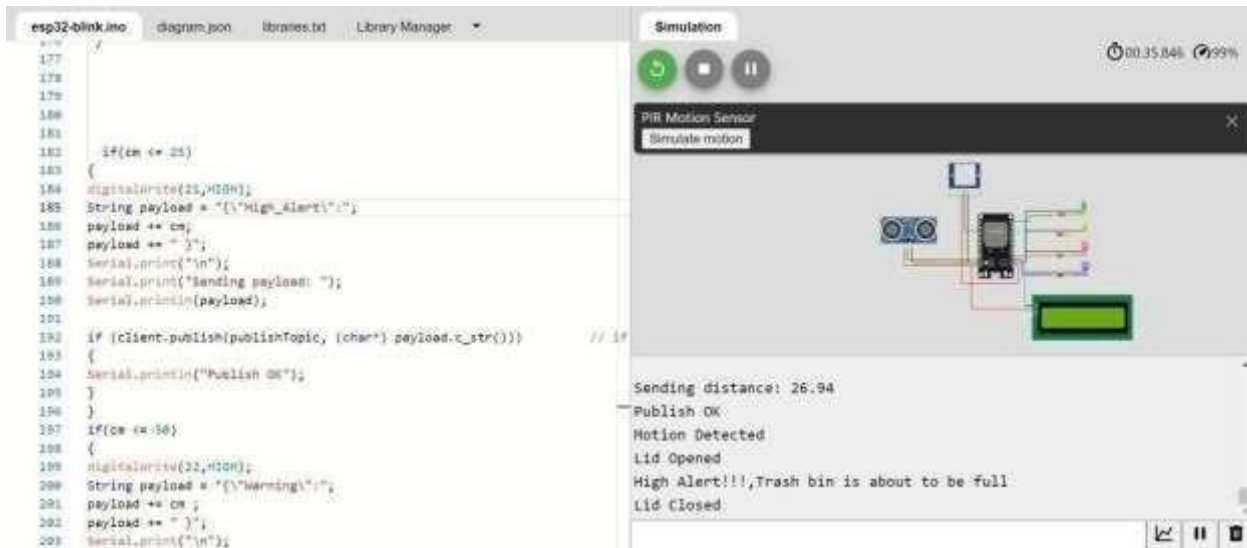 esp32-blink.ino diagram.json libraries.txt Library Manager
177
178
179
180
181
182 if(cm <= 25)
183 {
184 digitalWrite(21,HIGH);
185 String payload = "{\"High_Alert\":";
186 payload += cm;
187 payload += " }";
188 Serial.print("\n");
189 Serial.print("Sending payload: ");
190 Serial.println(payload);
191
192 if (client.publish(publishTopic, (char*) payload.c_str())) // if
193 {
194 Serial.println("Publish OK");
195 }
196 }
197 if(cm <= 50)
198 {
199 digitalWrite(22,HIGH);
200 String payload = "{\"Warning\":";
201 payload += cm ;
202 payload += " }";
203 Serial.print("\n");
Simulation
00:35.846 99%
PIR Motion Sensor
Simulate motion
Sending distance: 26.94
Publish OK
Motion Detected
Lid Opened
High Alert!!!,Trash bin is about to be full
Lid Closed